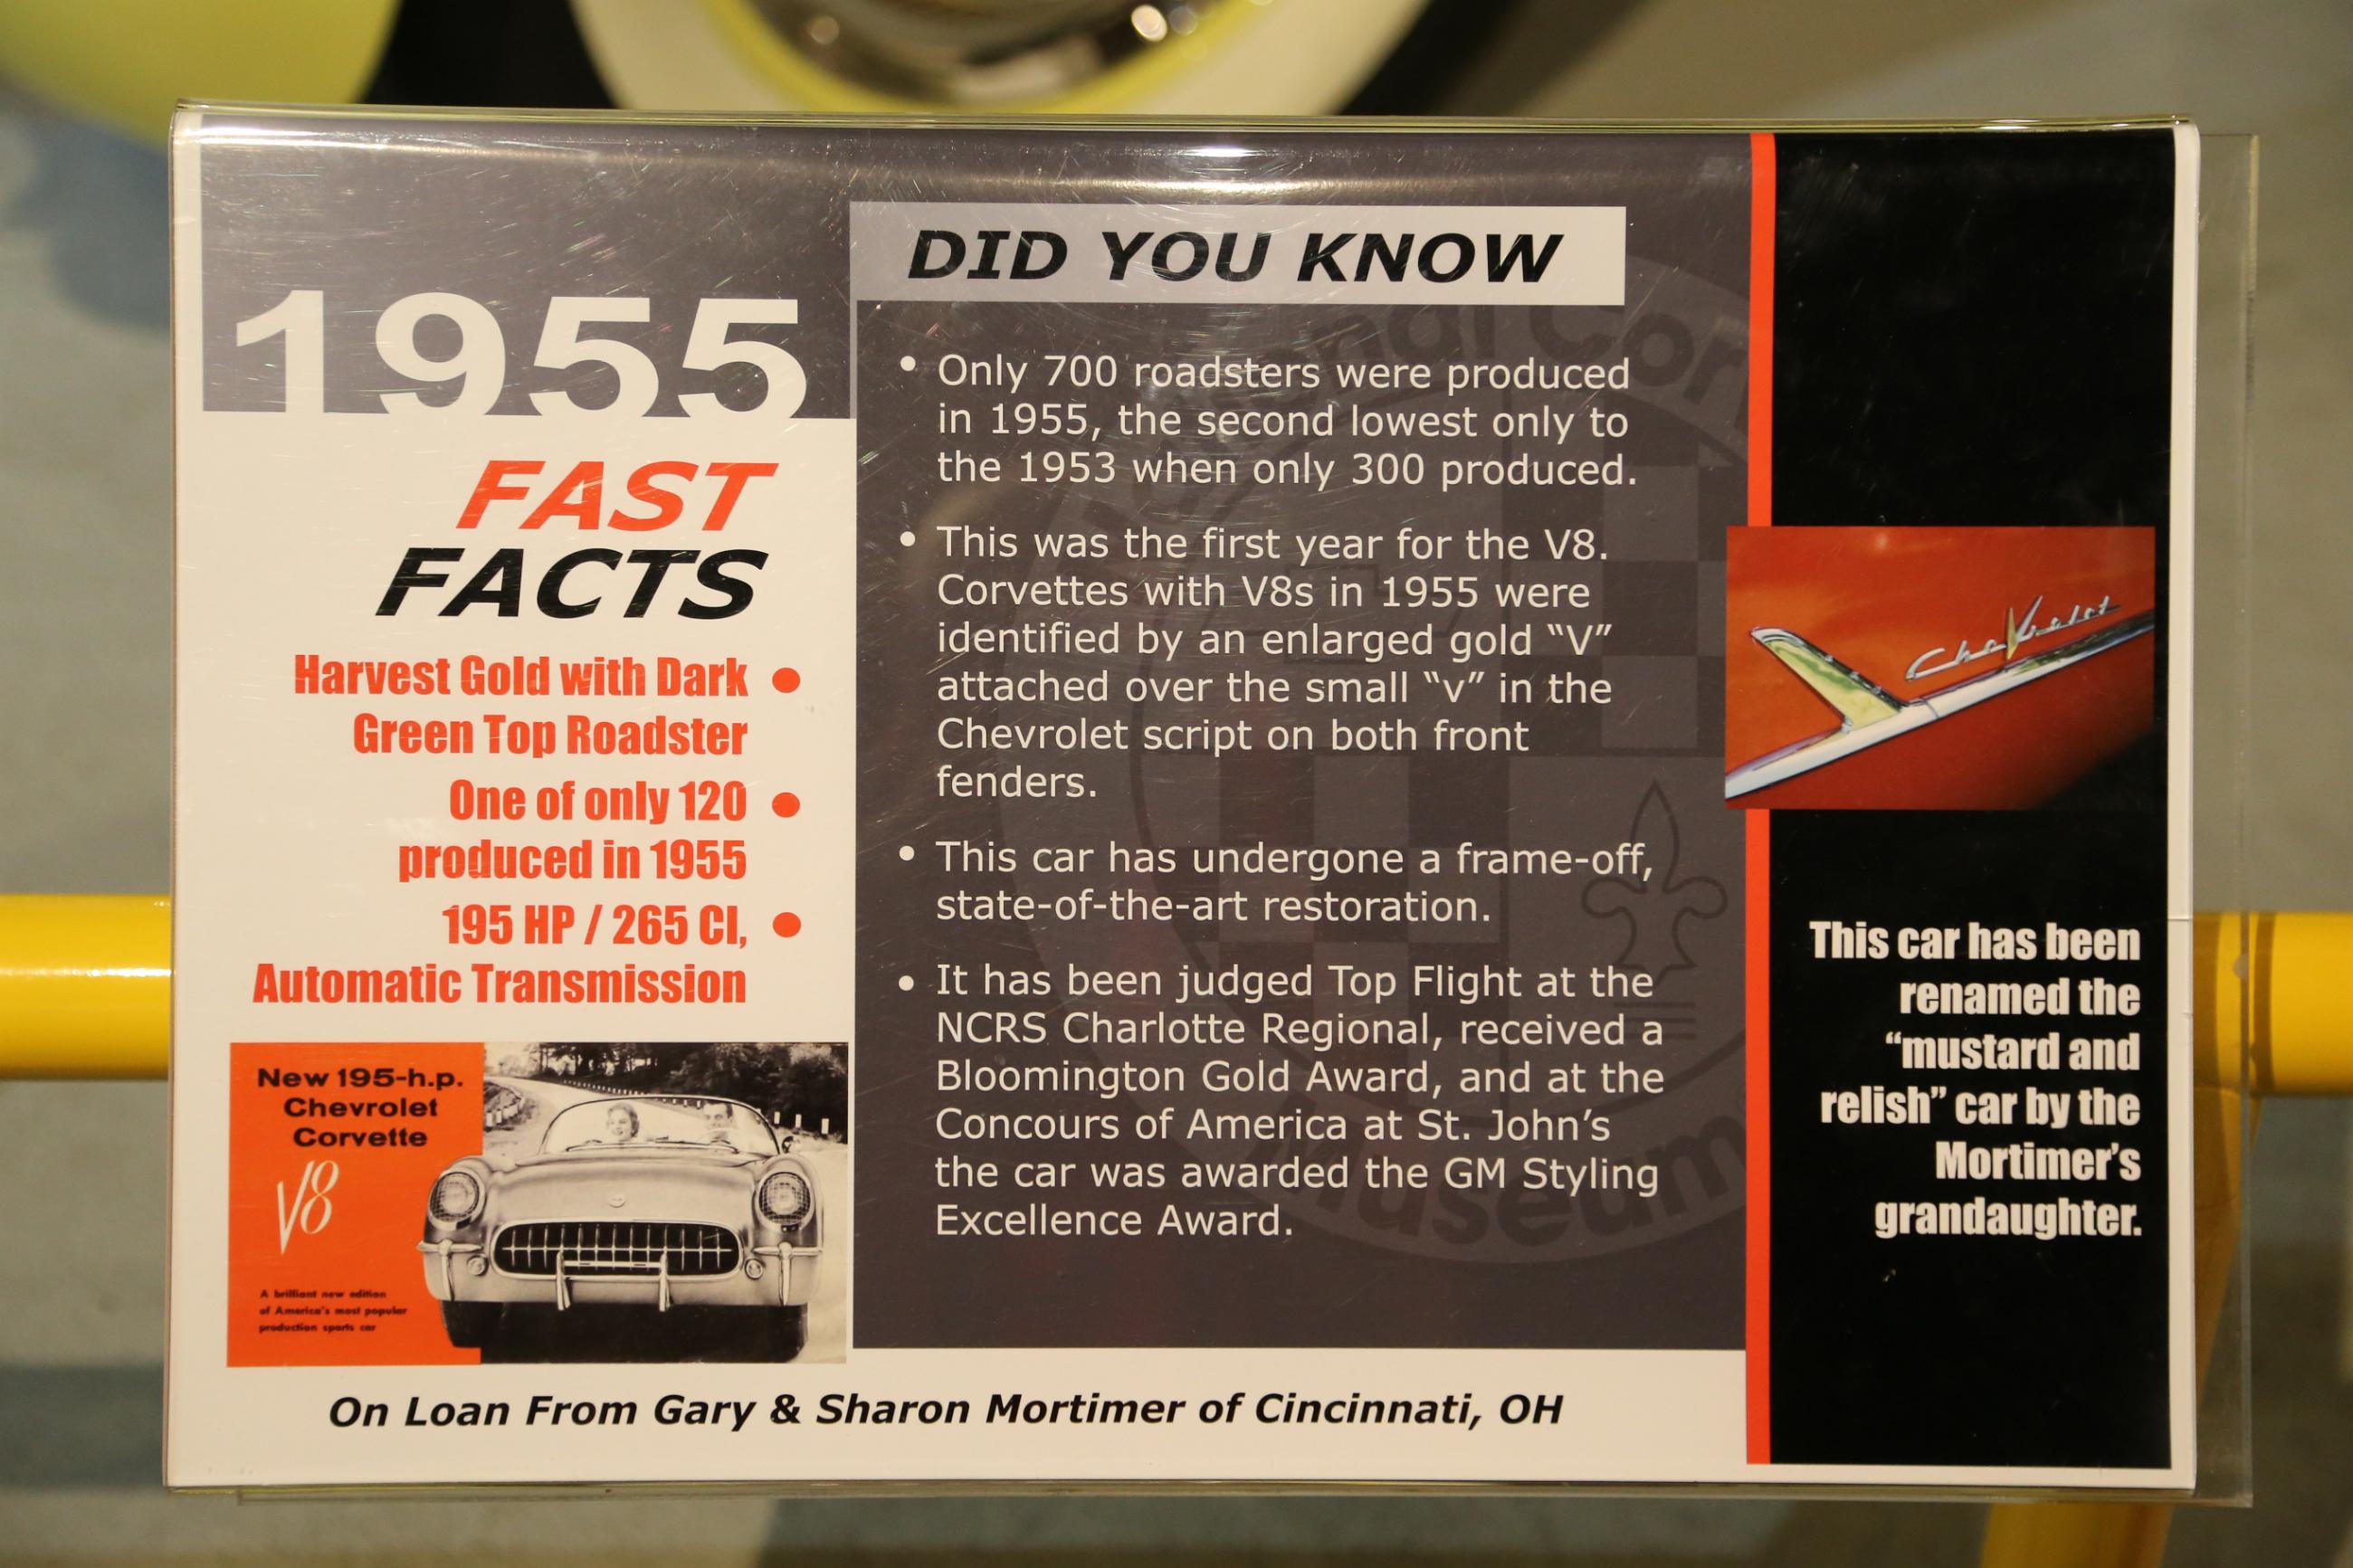 1955
FAST
FACTS
Harvest Gold with Dark
Green Top Roadster
One of only 120
produced in 1955
195 HP / 265 CI,
Automatic Transmission
New 195-h.p.
Chevrolet
Corvette
V8
A brilliant new edition
of America's most popular
production sports car
DID YOU KNOW
• Only 700 roadsters were produced
in 1955, the second lowest only to
the 1953 when only 300 produced.
• This was the first year for the V8.
Corvettes with V8s in 1955 were
identified by an enlarged gold “V”
attached over the small “v” in the
Chevrolet script on both front
fenders.
• This car has undergone a frame-off,
state-of-the-art restoration.
• It has been judged Top Flight at the
NCRS Charlotte Regional, received a
Bloomington Gold Award, and at the
Concours of America at St. John’s
the car was awarded the GM Styling
Excellence Award.
Museum
Chevrolet
This car has been
renamed the
“mustard and
relish” car by the
Mortimer’s
grandaughter.
On Loan From Gary & Sharon Mortimer of Cincinnati, OH